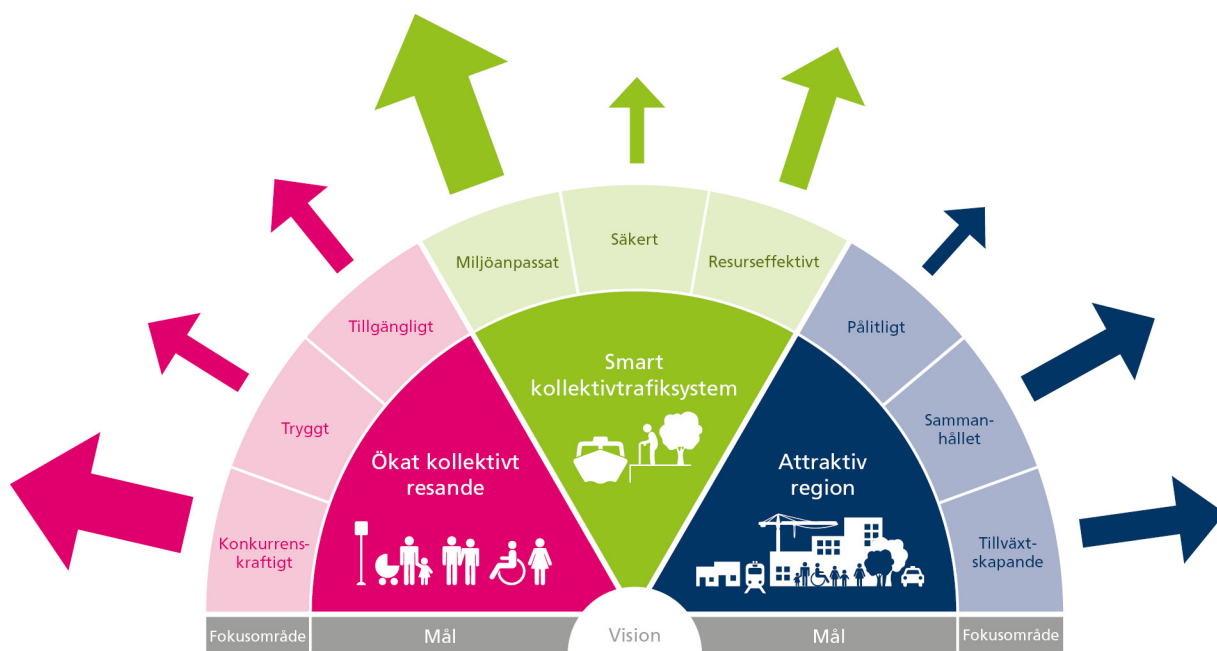 Miljöanpassat
Säkert
Resurseffektivt
Tillgängligt
Pålitligt
Smart
kollektivtrafiksystem
Tryggt
Samman-
hållet
Ökat kollektivt
resande
Attraktiv
region
Konkurrens-
kraftigt
Tillväxt-
skapande
Fokusområde
Mål
Vision
Mål
Fokusområde